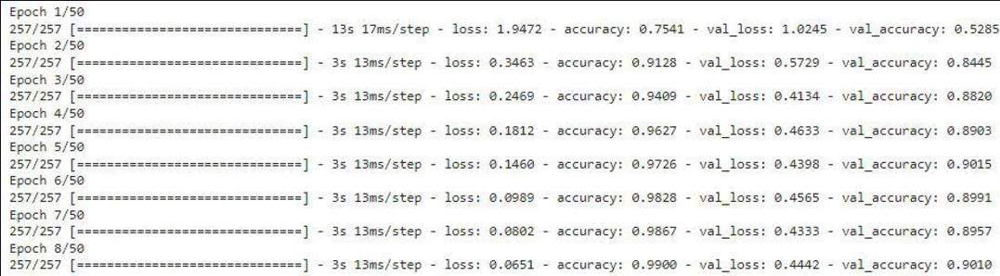 Epoch 1/50
257/257 [==============================] - 13s 17ms/step - loss: 1.9472 - accuracy: 0.7541 - val_loss: 1.0245 - val_accuracy: 0.5285
Epoch 2/50
257/257 [==============================] - 3s 13ms/step - loss: 0.3463 - accuracy: 0.9128 - val_loss: 0.5729 - val_accuracy: 0.8445
Epoch 3/50
257/257 [==============================] - 3s 13ms/step - loss: 0.2469 - accuracy: 0.9409 - val_loss: 0.4134 - val_accuracy: 0.8820
Epoch 4/50
257/257 [==============================] - 3s 13ms/step - loss: 0.1812 - accuracy: 0.9627 - val_loss: 0.4633 - val_accuracy: 0.8903
Epoch 5/50
257/257 [==============================] - 3s 13ms/step - loss: 0.1460 - accuracy: 0.9726 - val_loss: 0.4398 - val_accuracy: 0.9015
Epoch 6/50
257/257 [==============================] - 3s 13ms/step - loss: 0.0989 - accuracy: 0.9828 - val_loss: 0.4565 - val_accuracy: 0.8991
Epoch 7/50
257/257 [==============================] - 3s 13ms/step - loss: 0.0802 - accuracy: 0.9867 - val_loss: 0.4333 - val_accuracy: 0.8957
Epoch 8/50
257/257 [==============================] - 3s 13ms/step - loss: 0.0651 - accuracy: 0.9900 - val_loss: 0.4442 - val_accuracy: 0.9010